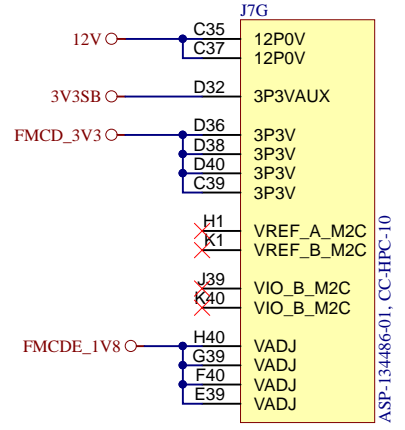 J7G
12V C35 12P0V
C37 12P0V
3V3SB D32 3P3VAUX
FMCD_3V3 D36 3P3V
D38 3P3V
D40 3P3V
C39 3P3V
H1 VREF_A_M2C
K1 VREF_B_M2C
J39 VIO_B_M2C
K40 VIO_B_M2C
FMCDE_1V8 H40 VADJ
G39 VADJ
F40 VADJ
E39 VADJ
ASP-134486-01, CC-HPC-10